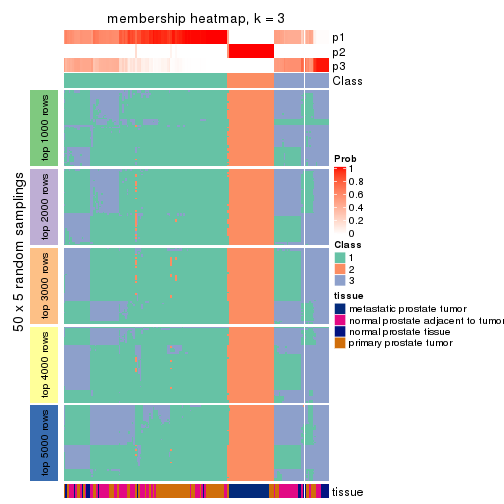 membership heatmap, k = 3
p1
p2
p3
Class
50 x 5 random samplings
top 1000 rows
top 2000 rows
top 3000 rows
top 4000 rows
top 5000 rows
Prob
1
0.8
0.6
0.4
0.2
0
Class
1
2
3
tissue
metastatic prostate tumor
normal prostate adjacent to tumor
normal prostate tissue
primary prostate tumor
tissue